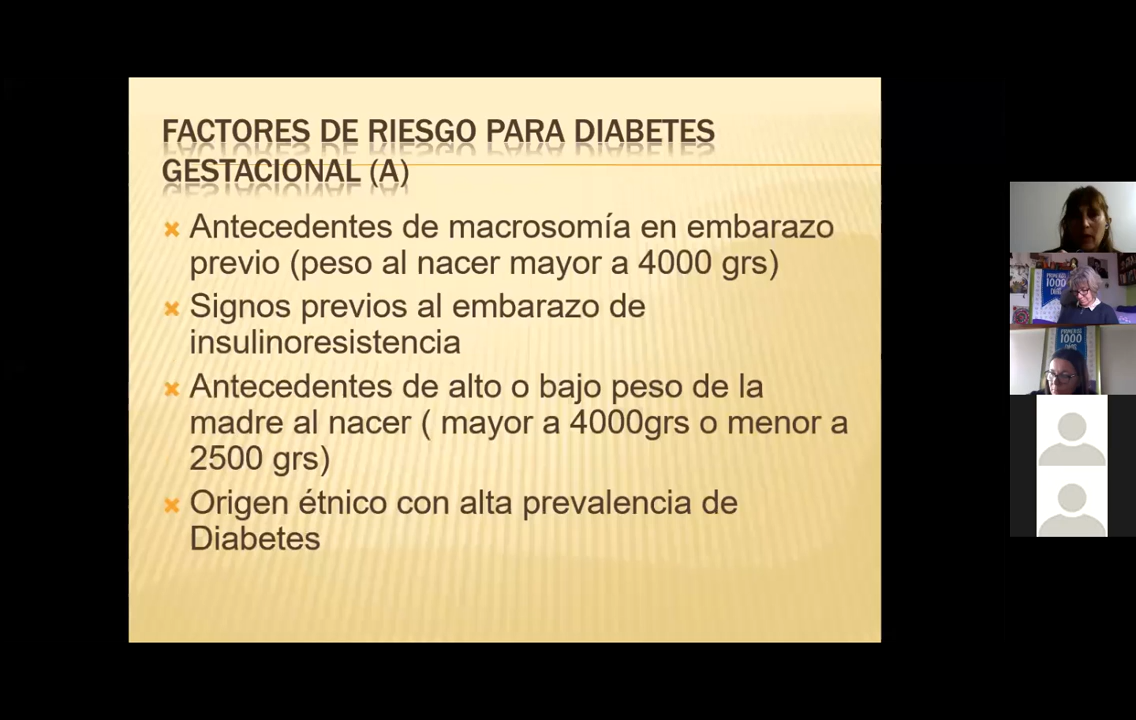 FACTORES DE RIESGO PARA DIABETES
GESTACIONAL (A)
Antecedentes de macrosomía en embarazo
previo (peso al nacer mayor a 4000 grs)
Signos previos al embarazo de
insulinoresistencia
Antecedentes de alto o bajo peso de la
madre al nacer ( mayor a 4000grs o menor a
2500 grs)
Origen étnico con alta prevalencia de
Diabetes
1000
1000